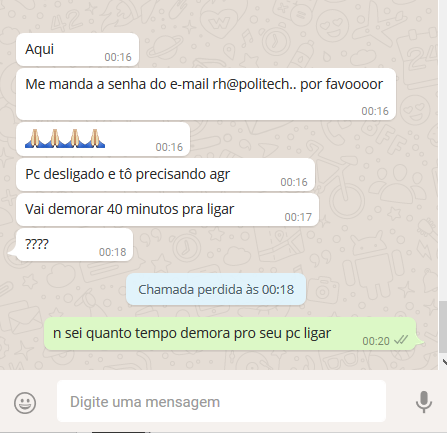 Aqui
00:16
Me manda a senha do e-mail rh@politech.. por favoooor
00:16
00:16
Pc desligado e tô precisando agr
00:16
Vai demorar 40 minutos pra ligar
00:17
????
00:18
Chamada perdida às 00:18
n sei quanto tempo demora pro seu pc ligar
00:20
Digite uma mensagem